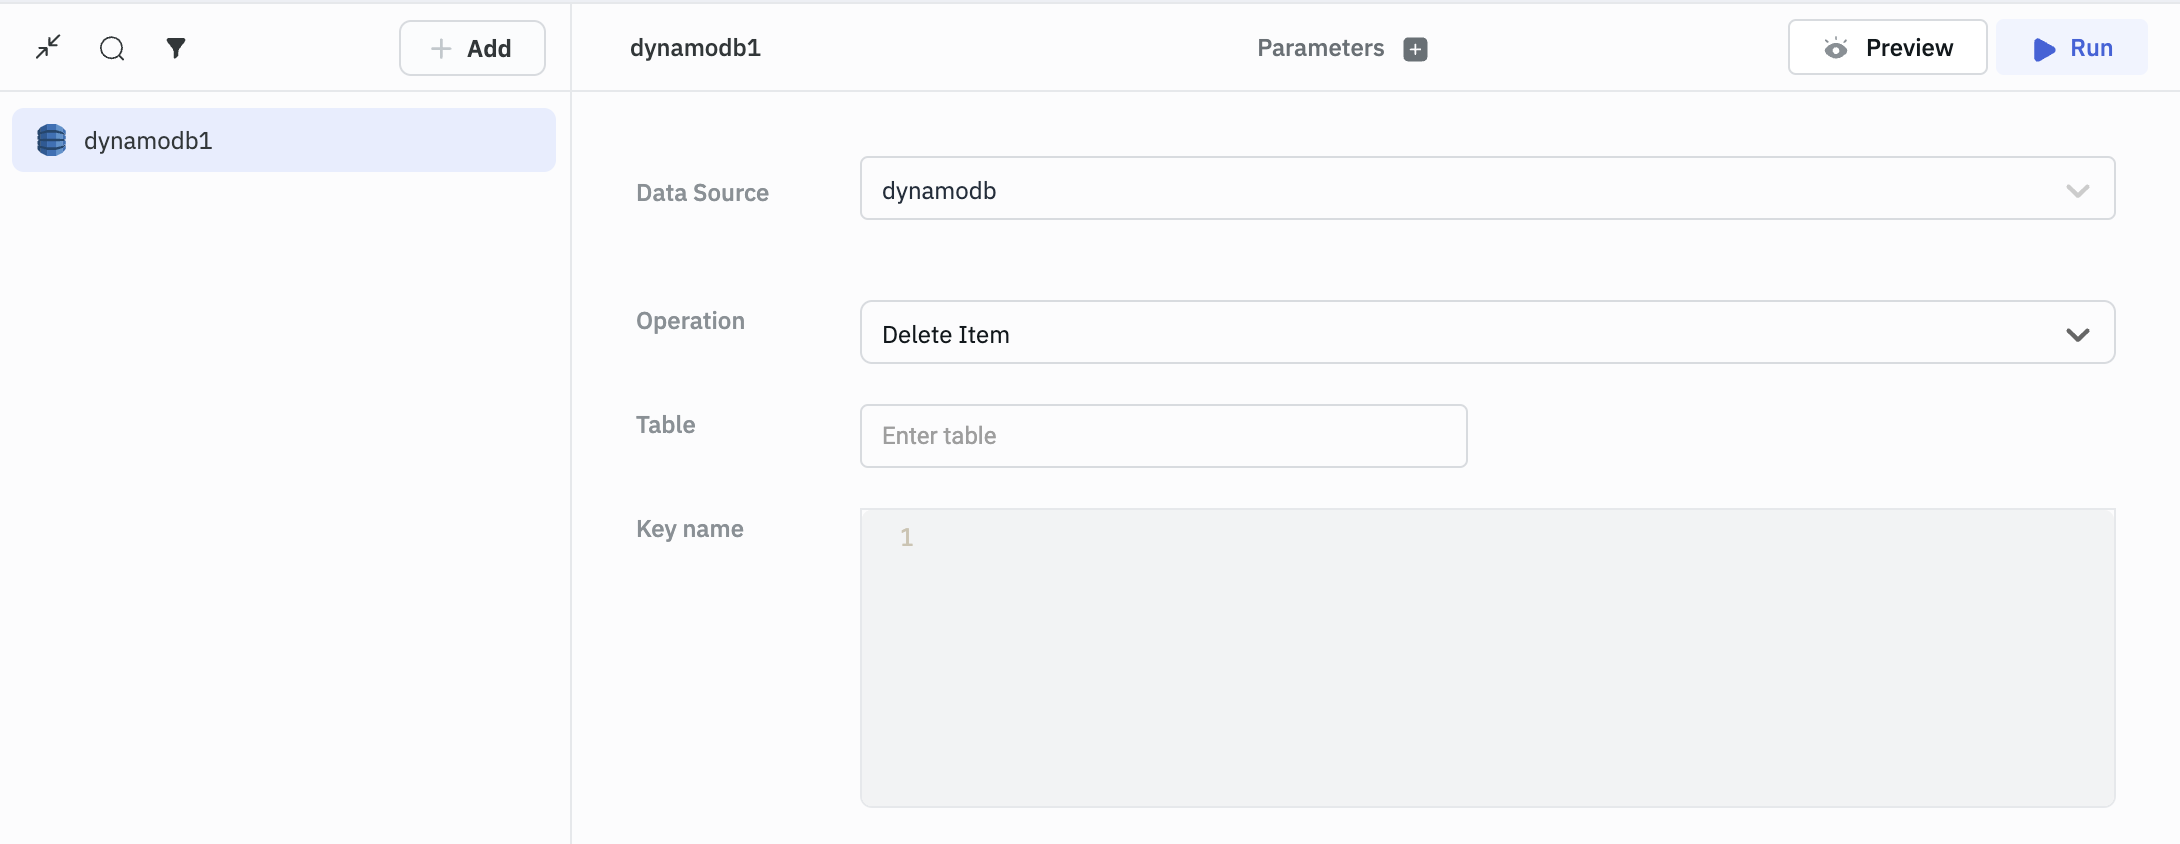 Add
dynamodb1
Parameters
Preview
Run
dynamodb1
Data Source
dynamodb
Operation
Delete Item
Table
Enter table
Key name
1